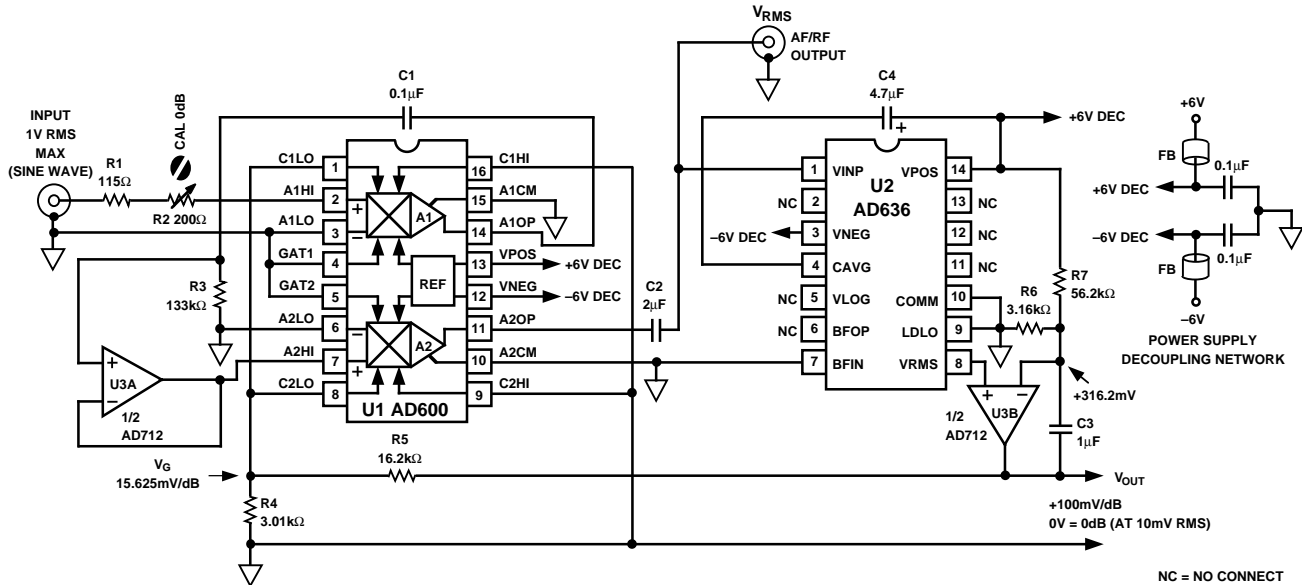 VRMS
AF/RF
OUTPUT
C1
0.1µF
C4
4.7µF
+
INPUT
1V RMS
MAX
(SINE WAVE)
CAL 0dB
R1
115Ω
R2 200Ω
+6V DEC
+6V
FB
0.1µF
+6V DEC
–6V DEC
0.1µF
FB
–6V
POWER SUPPLY
DECOUPLING NETWORK
C1LO
1
16
C1HI
A1HI
2
+
A1
15
A1CM
A1LO
3
–
14
A1OP
GAT1
4
13
VPOS
+6V DEC
REF
GAT2
5
12
VNEG
–6V DEC
A2LO
6
–
11
A2OP
A2HI
7
+
A2
10
A2CM
C2LO
8
9
C2HI
U1 AD600
R3
133kΩ
+
U3A
–
1/2
AD712
C2
2µF
U2
AD636
1
VINP
VPOS
14
NC
2
13
NC
–6V DEC
3
VNEG
12
NC
4
CAVG
11
NC
NC
5
VLOG
COMM
10
NC
6
BFOP
LDLO
9
7
BFIN
VRMS
8
R6
3.16kΩ
R7
56.2kΩ
+316.2mV
+ –
U3B
1/2
AD712
C3
1µF
R5
16.2kΩ
VG
15.625mV/dB
R4
3.01kΩ
VOUT
+100mV/dB
0V = 0dB (AT 10mV RMS)
NC = NO CONNECT